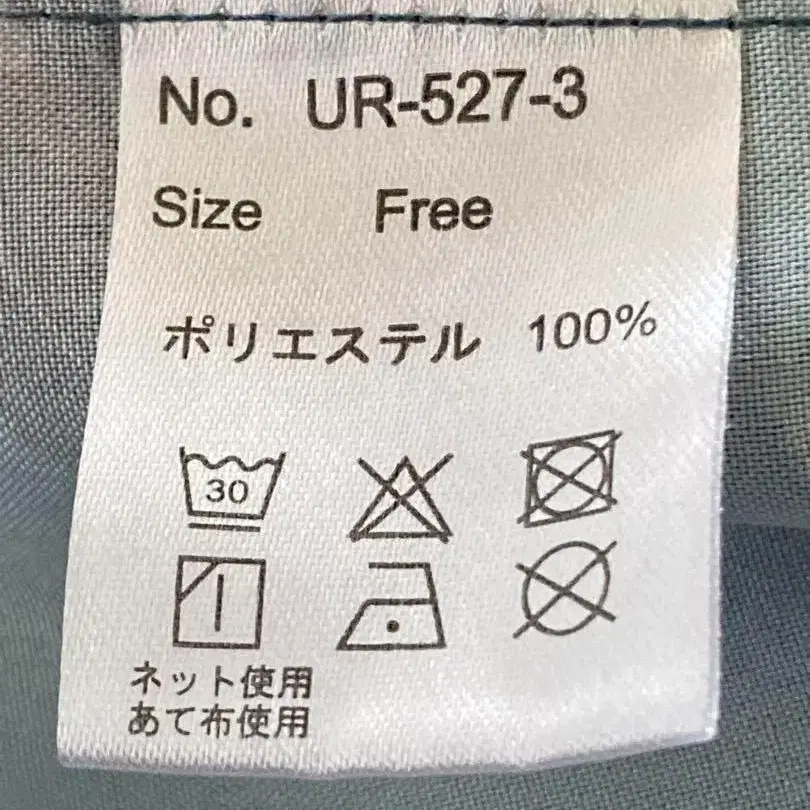 No. UR-527-3
Size Free
ポリエステル 100%
30
ネット使用
あて布使用